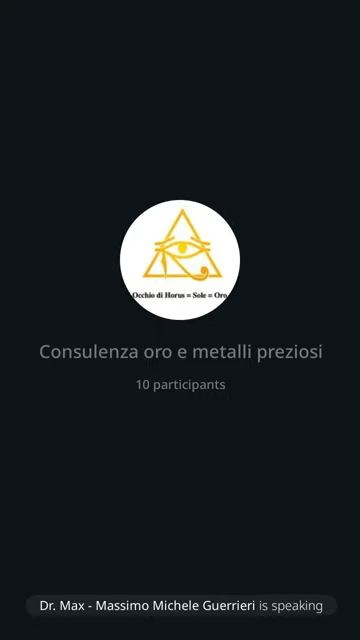 Occhio di Horus = Sole = Oro
Consulenza oro e metalli preziosi
10 participants
Dr. Max - Massimo Michele Guerrieri is speaking